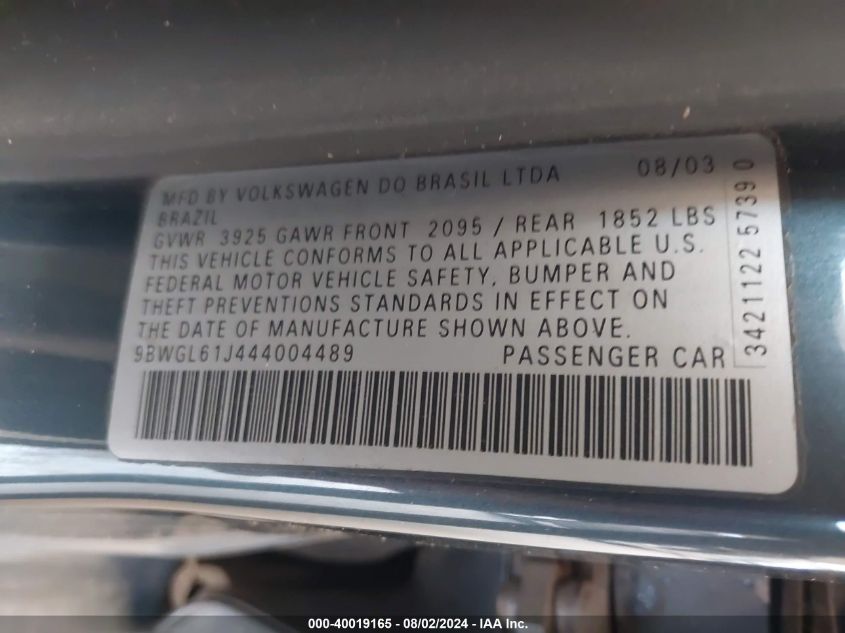 MFD BY VOLKSWAGEN DO BRASIL LTDA 08/03
BRAZIL
GVWR 3925 GAWR FRONT 2095 / REAR 1852 LBS
THIS VEHICLE CONFORMS TO ALL APPLICABLE U.S.
FEDERAL MOTOR VEHICLE SAFETY, BUMPER AND
THEFT PREVENTIONS STANDARDS IN EFFECT ON
THE DATE OF MANUFACTURE SHOWN ABOVE.
9BWGL61J444004489 PASSENGER CAR
3421122 57390
000-40019165 - 08/02/2024 - IAA Inc.